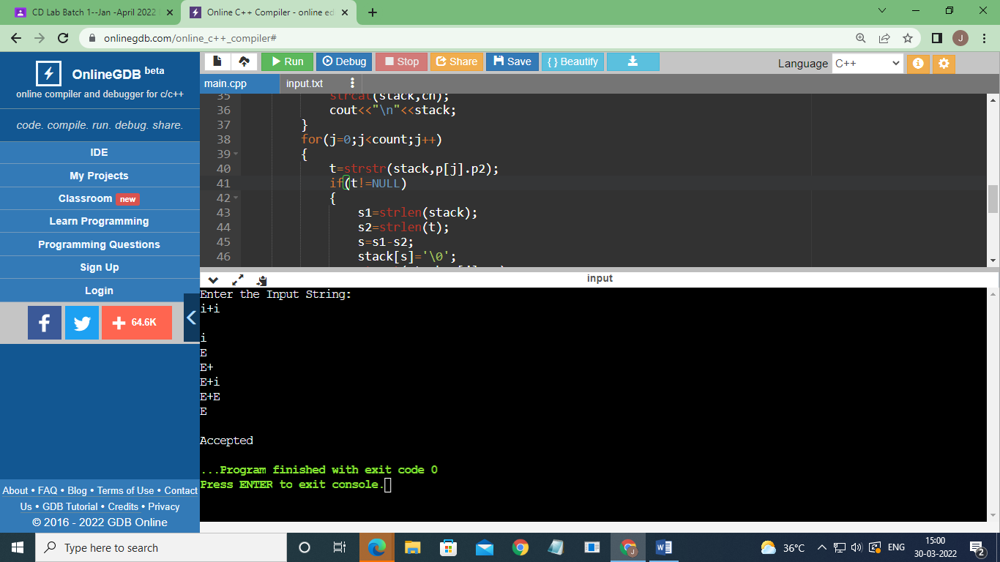 CD Lab Batch 1--Jan -April 2022
Online C++ Compiler - online ed
onlinegdb.com/online_c++_compiler#
J
OnlineGDB beta
online compiler and debugger for c/c++
code. compile. run. debug. share.
IDE
My Projects
Classroom new
Learn Programming
Programming Questions
Sign Up
Login
f
+ 64.6K
About • FAQ • Blog • Terms of Use • Contact
Us • GDB Tutorial • Credits • Privacy
© 2016 - 2022 GDB Online
Run
Debug
Stop
Share
Save
{ } Beautify
Language C++
main.cpp
input.txt
35 strcat(stack,ch);
36 cout<<"\n"<<stack;
37 }
38 for(j=0;j<count;j++)
39 {
40 t=strstr(stack,p[j].p2);
41 if(t!=NULL)
42 {
43 s1=strlen(stack);
44 s2=strlen(t);
45 s=s1-s2;
46 stack[s]='\0';
input
Enter the Input String:
i+i
i
E
E+
E+i
E+E
E
Accepted
...Program finished with exit code 0
Press ENTER to exit console.
Type here to search
36°C
ENG
15:00
30-03-2022
2